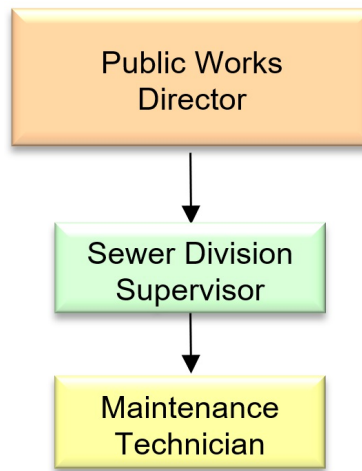 Public Works
Director
Sewer Division
Supervisor
Maintenance
Technician